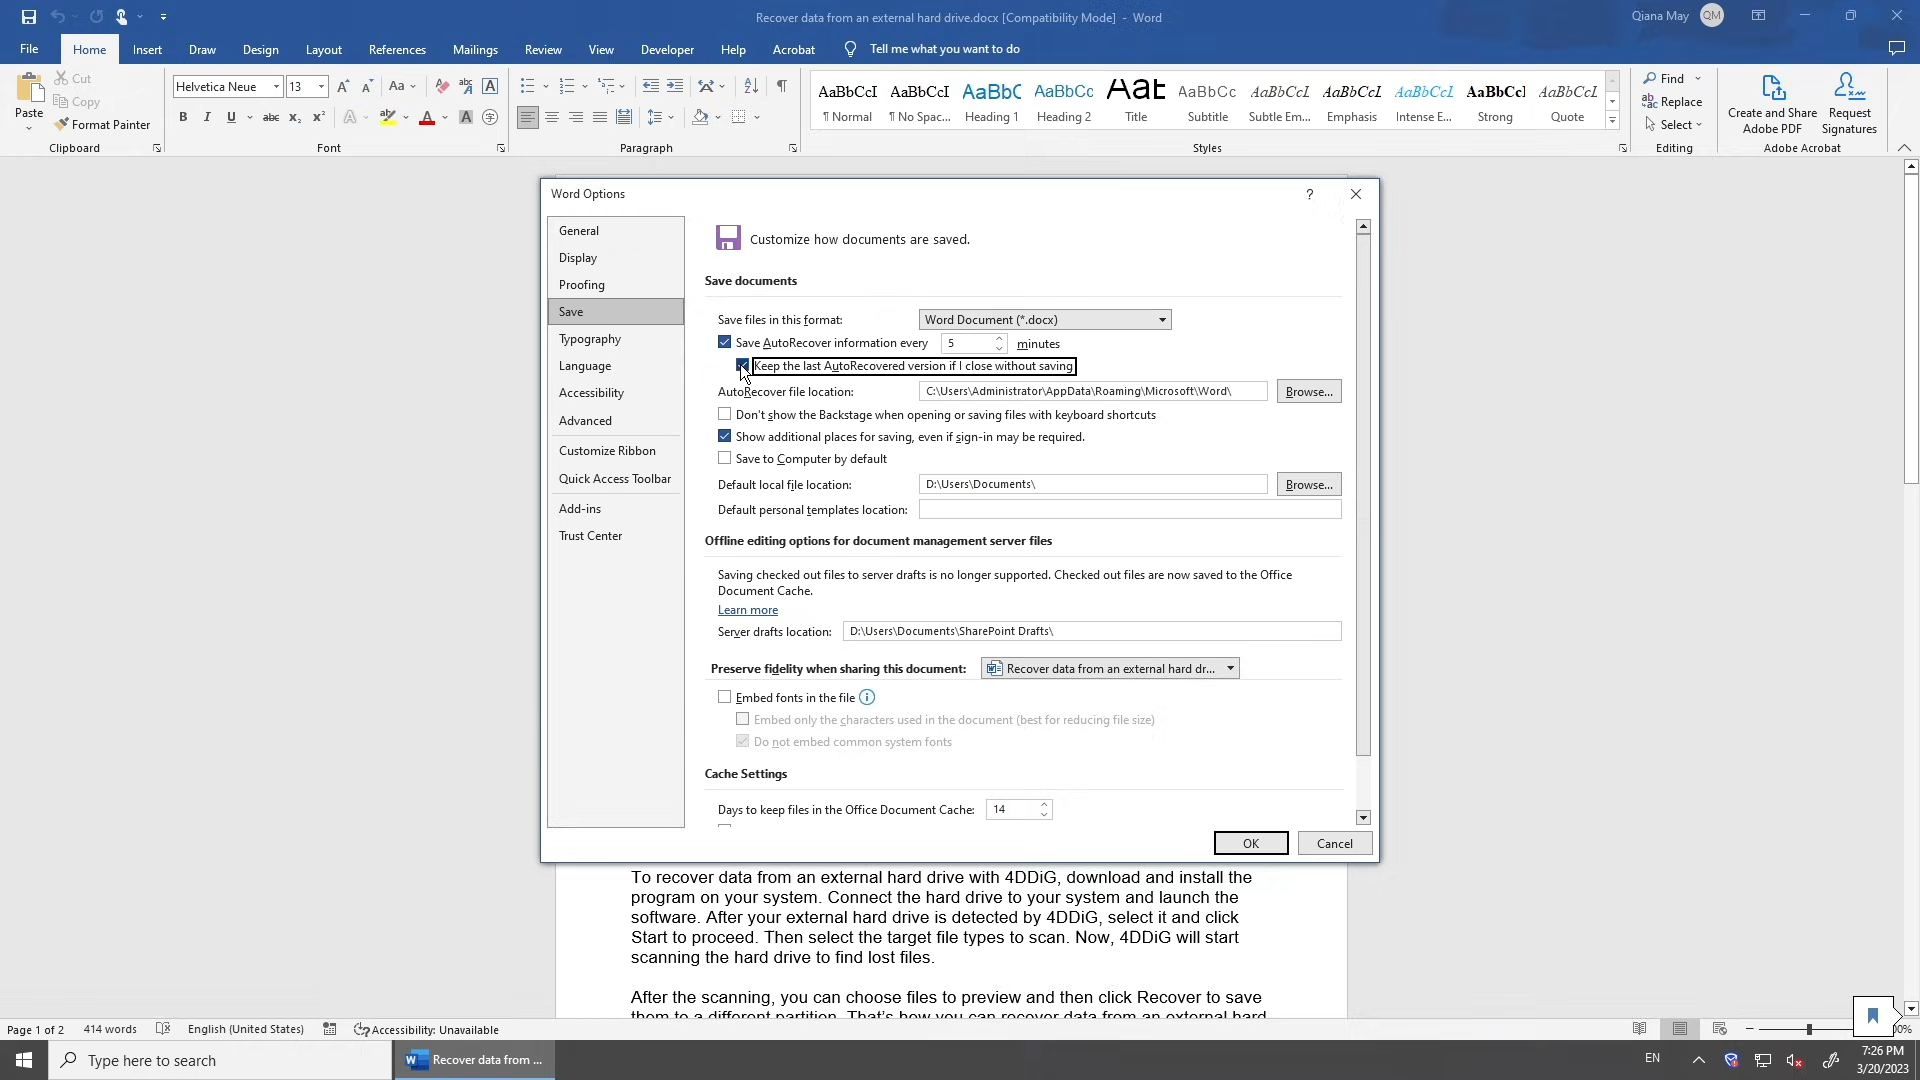 Recover data from an external hard drive.docx [Compatibility Mode] - Word
Qiana May
QM
File
Home
Insert
Draw
Design
Layout
References
Mailings
Review
View
Developer
Help
Acrobat
Tell me what you want to do
Paste
Cut
Copy
Format Painter
Clipboard
Helvetica Neue
13
Font
Paragraph
AaBbCcI
¶ Normal
AaBbCcI
¶ No Spac...
AaBbC
Heading 1
AaBbCc
Heading 2
Title
AaBbCc
Subtitle
AaBbCcL
Subtle Em...
AaBbCcL
Emphasis
AaBbCcL
Intense E...
AaBbCcI
Strong
AaBbCcL
Quote
Styles
Find
Replace
Select
Editing
Create and Share
Adobe PDF
Request
Signatures
Adobe Acrobat
Word Options
?
General
Display
Proofing
Save
Typography
Language
Accessibility
Advanced
Customize Ribbon
Quick Access Toolbar
Add-ins
Trust Center
Customize how documents are saved.
Save documents
Save files in this format: Word Document (*.docx)
Save AutoRecover information every 5 minutes
Keep the last AutoRecovered version if I close without saving
AutoRecover file location: C:\Users\Administrator\AppData\Roaming\Microsoft\Word\ Browse...
Don't show the Backstage when opening or saving files with keyboard shortcuts
Show additional places for saving, even if sign-in may be required.
Save to Computer by default
Default local file location: D:\Users\Documents\ Browse...
Default personal templates location:
Offline editing options for document management server files
Saving checked out files to server drafts is no longer supported. Checked out files are now saved to the Office
Document Cache.
Learn more
Server drafts location: D:\Users\Documents\SharePoint Drafts\
Preserve fidelity when sharing this document: Recover data from an external hard dr...
Embed fonts in the file
Embed only the characters used in the document (best for reducing file size)
Do not embed common system fonts
Cache Settings
Days to keep files in the Office Document Cache: 14
OK
Cancel
To recover data from an external hard drive with 4DDiG, download and install the
program on your system. Connect the hard drive to your system and launch the
software. After your external hard drive is detected by 4DDiG, select it and click
Start to proceed. Then select the target file types to scan. Now, 4DDiG will start
scanning the hard drive to find lost files.
After the scanning, you can choose files to preview and then click Recover to save
them to a different partition. That's how you can recover data from an external hard
Page 1 of 2
414 words
English (United States)
Accessibility: Unavailable
Type here to search
Recover data from ...
EN
7:26 PM
3/20/2023